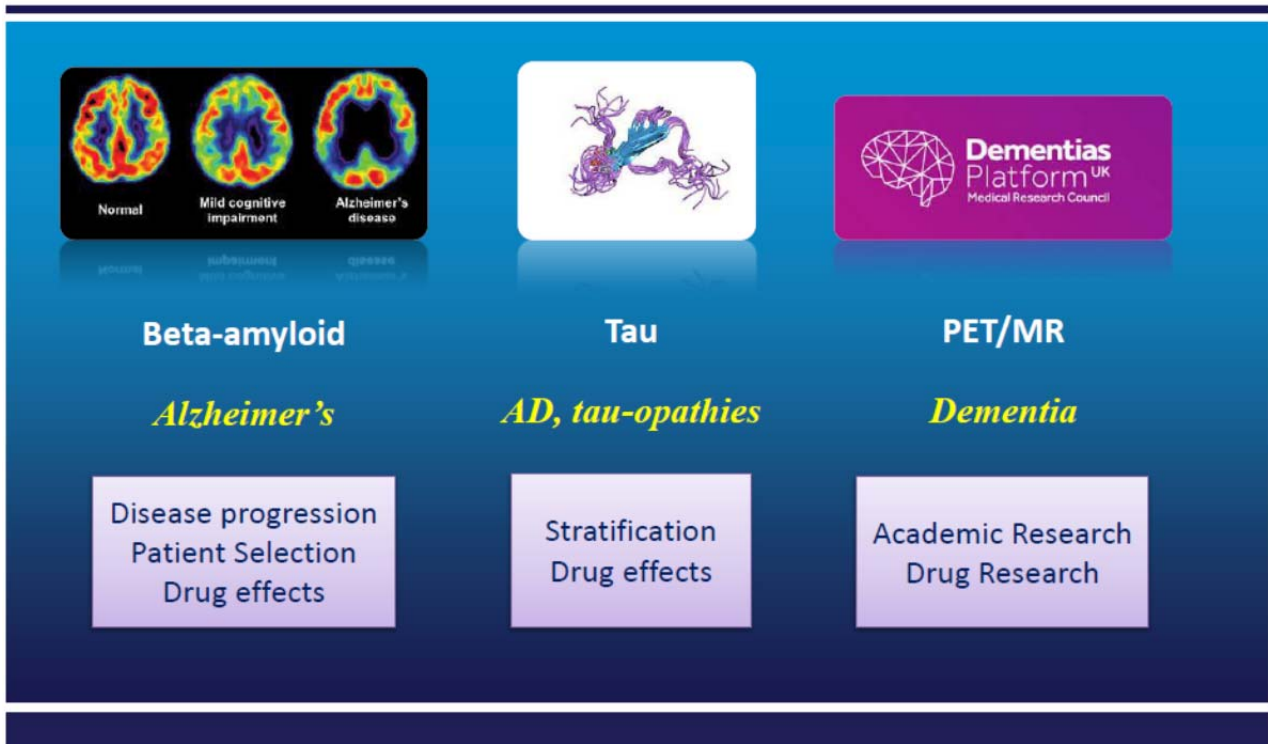 Normal
Mild cognitive
impairment
Alzheimer's
disease
Dementias
Platform UK
Medical Research Council
Beta-amyloid
Tau
PET/MR
Alzheimer's
AD, tau-opathies
Dementia
Disease progression
Patient Selection
Drug effects
Stratification
Drug effects
Academic Research
Drug Research